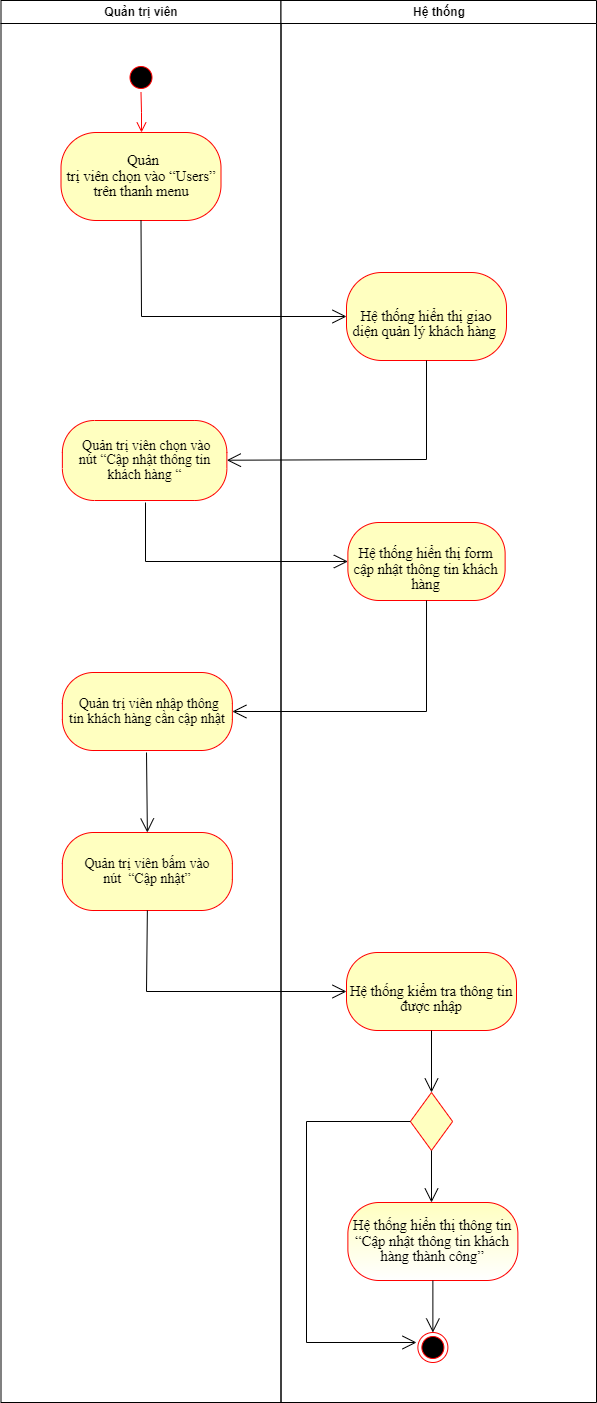 Quản trị viên
Hệ thống
Quản
trị viên chọn vào “Users”
trên thanh menu
Hệ thống hiển thị giao
diện quản lý khách hàng
Quản trị viên chọn vào
nút “Cập nhật thông tin
khách hàng “
Hệ thống hiển thị form
cập nhật thông tin khách
hàng
Quản trị viên nhập thông
tin khách hàng cần cập nhật
Quản trị viên bấm vào
nút “Cập nhật”
Hệ thống kiểm tra thông tin
được nhập
Hệ thống hiển thị thông tin
“Cập nhật thông tin khách
hàng thành công”